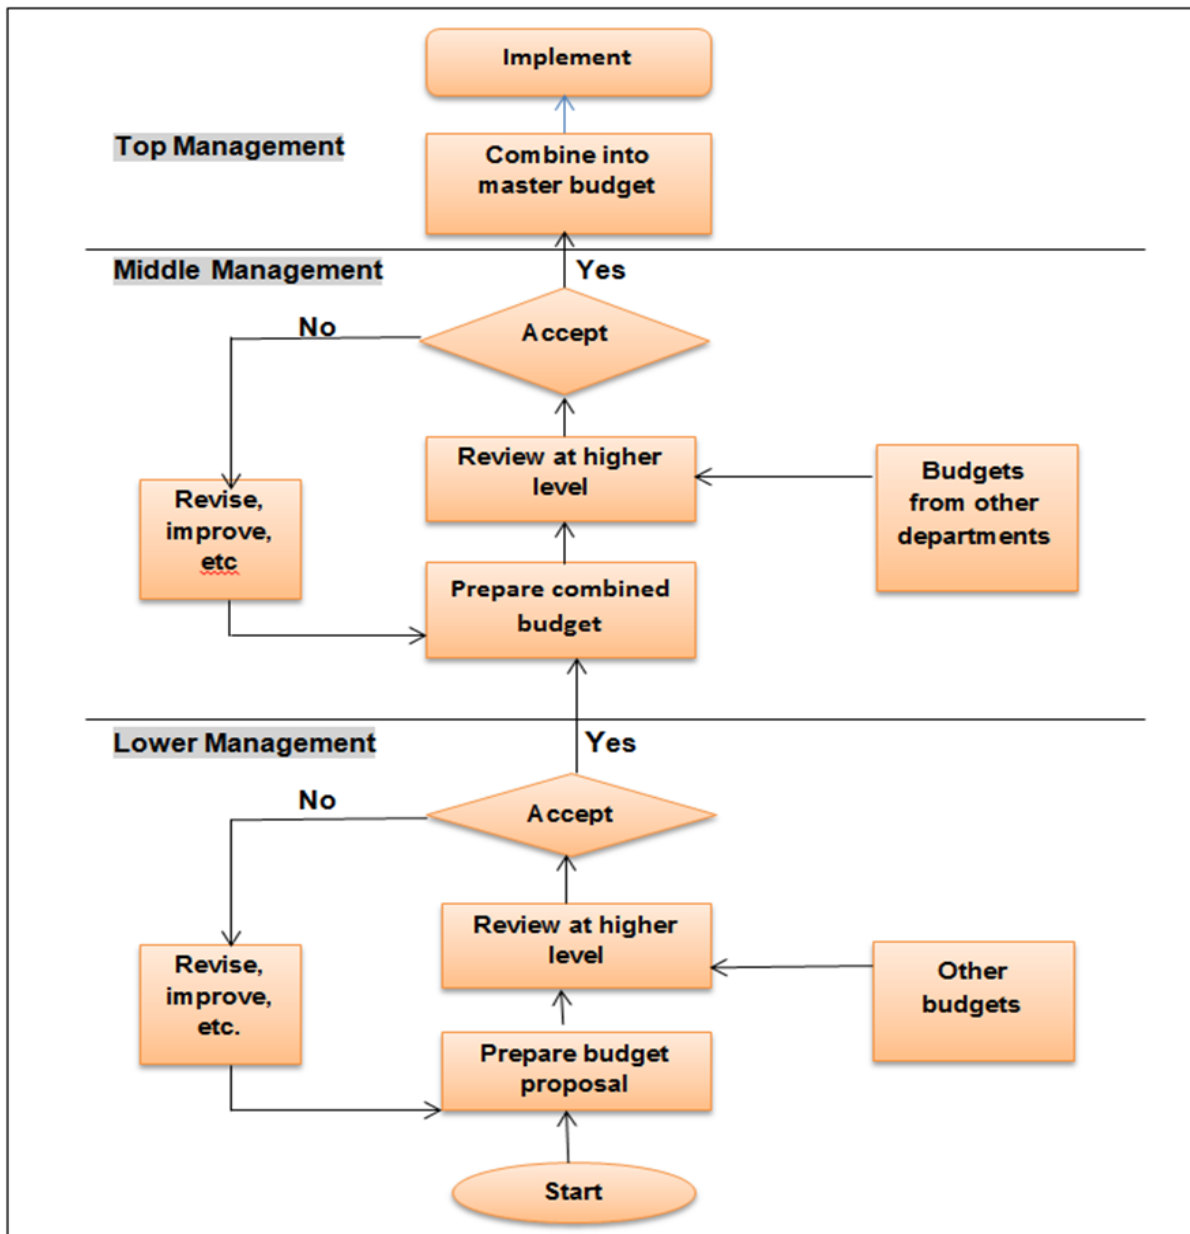 Implement
Top Management
Combine into
master budget
Middle Management
Yes
No
Accept
Review at higher
level
Budgets
from other
departments
Revise,
improve,
etc
Prepare combined
budget
Lower Management
Yes
No
Accept
Review at higher
level
Other
budgets
Revise,
improve,
etc.
Prepare budget
proposal
Start